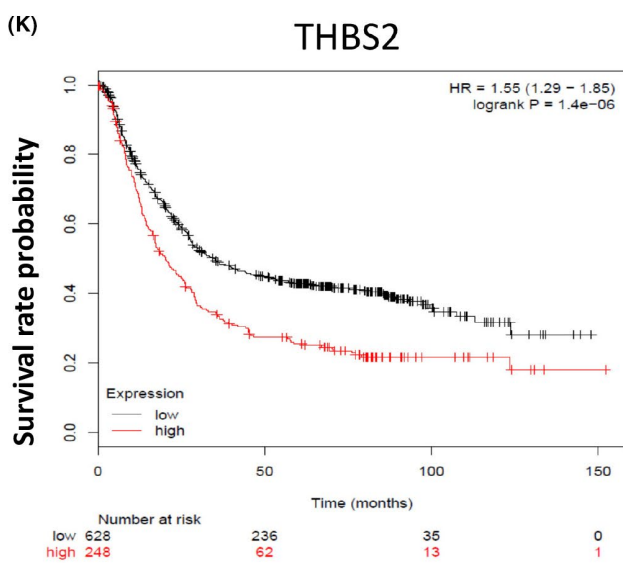 (K)
THBS2
HR = 1.55 (1.29 − 1.85)
logrank P = 1.4e−06
Survival rate probability
1.0
0.8
0.6
0.4
0.2
0.0
Expression
low
high
0 50 100 150
Time (months)
Number at risk
low 628 236 35 0
high 248 62 13 1